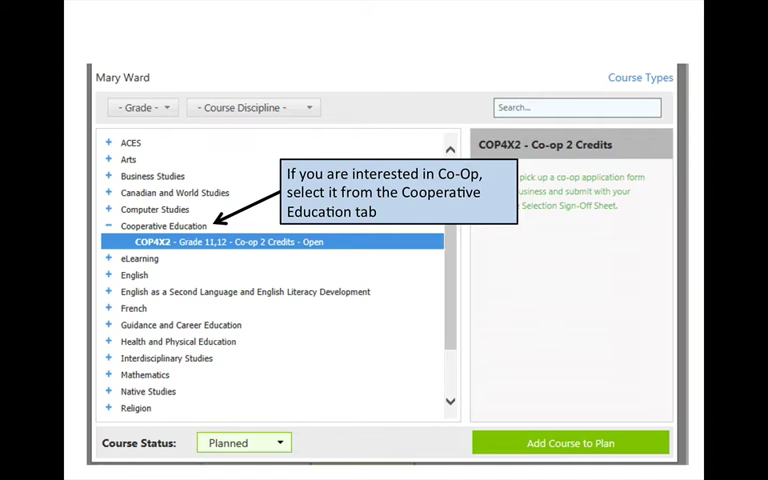 Mary Ward
Course Types
- Grade -
- Course Discipline -
Search...
ACES
Arts
Business Studies
Canadian and World Studies
Computer Studies
Cooperative Education
COP4X2 - Grade 11,12 - Co-op 2 Credits - Open
eLearning
English
English as a Second Language and English Literacy Development
French
Guidance and Career Education
Health and Physical Education
Interdisciplinary Studies
Mathematics
Native Studies
Religion
If you are interested in Co-Op,
select it from the Cooperative
Education tab
COP4X2 - Co-op 2 Credits
pick up a co-op application form
business and submit with your
Selection Sign-Off Sheet.
Course Status:
Planned
Add Course to Plan